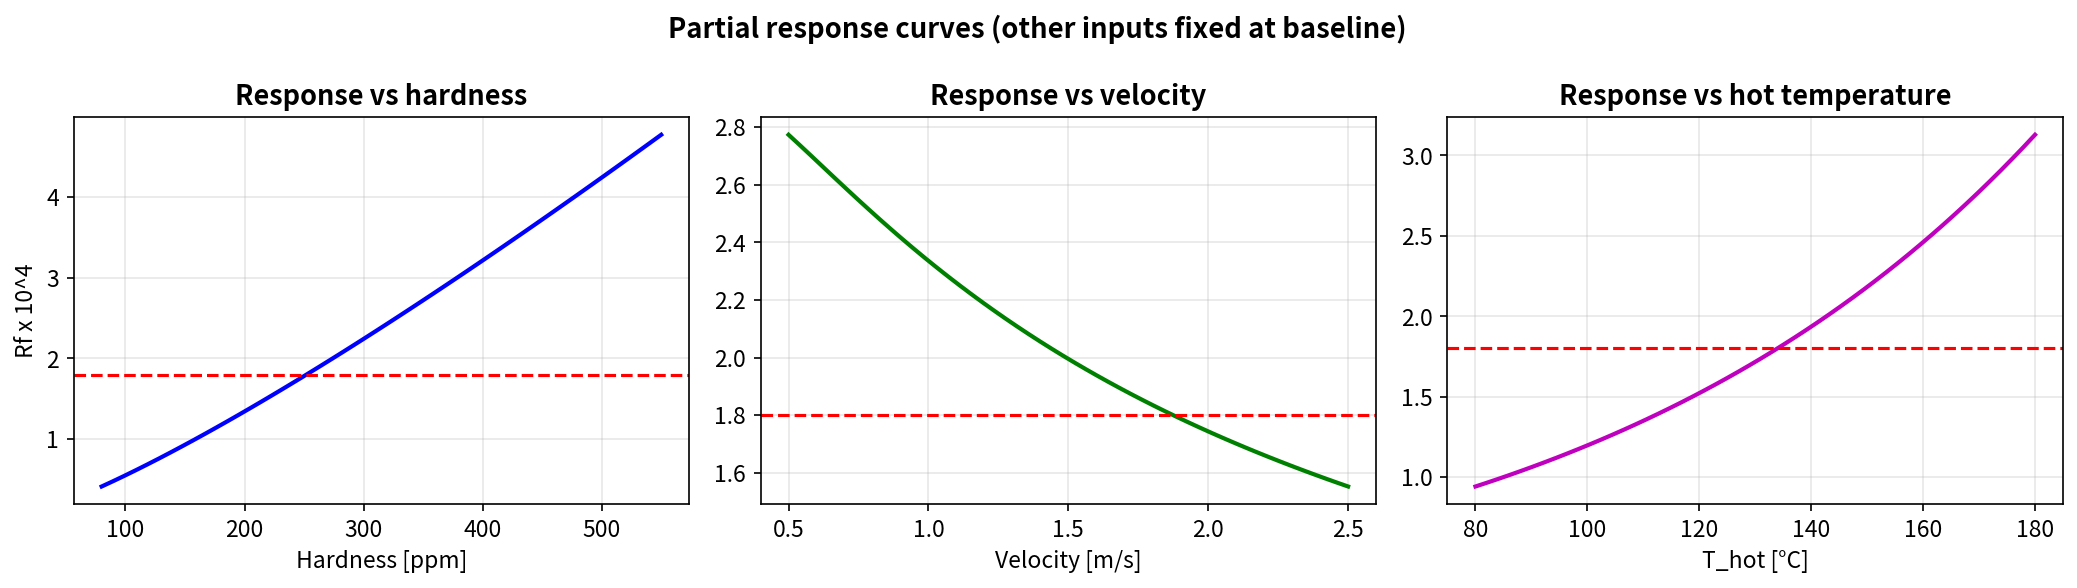 Partial response curves (other inputs fixed at baseline)
Response vs hardness
Rf x 10^4
4
3
2
1
100 200 300 400 500
Hardness [ppm]
Response vs velocity
2.8
2.6
2.4
2.2
2.0
1.8
1.6
0.5 1.0 1.5 2.0 2.5
Velocity [m/s]
Response vs hot temperature
3.0
2.5
2.0
1.5
1.0
80 100 120 140 160 180
T_hot [°C]